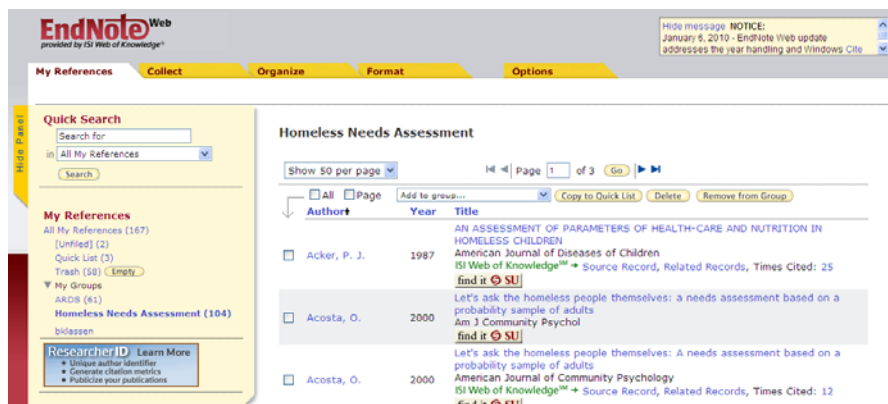 EndNote Web
provided by ISI Web of Knowledge
Hide message NOTICE:
January 6, 2010 - EndNote Web update
addresses the year handling and Windows Cite
My References Collect Organize Format Options
Hide Panel
Quick Search
Search for
in All My References
Search
My References
All My References (167)
[Unfiled] (2)
Quick List (3)
Trash (58) Empty
▼ My Groups
ARDS (61)
Homeless Needs Assessment (104)
bklassen
ResearcherID Learn More
• Unique author identifier
• Generate citation metrics
• Publicize your publications
Homeless Needs Assessment
Show 50 per page Page 1 of 3 Go
All Page Add to group... Copy to Quick List Delete Remove from Group
Author Year Title
Acker, P. J. 1987 AN ASSESSMENT OF PARAMETERS OF HEALTH-CARE AND NUTRITION IN
HOMELESS CHILDREN
American Journal of Diseases of Children
ISI Web of Knowledge℠ → Source Record, Related Records, Times Cited: 25
find it SU
Acosta, O. 2000 Let's ask the homeless people themselves: a needs assessment based on a
probability sample of adults
Am J Community Psychol
find it SU
Acosta, O. 2000 Let's ask the homeless people themselves: A needs assessment based on a
probability sample of adults
American Journal of Community Psychology
ISI Web of Knowledge℠ → Source Record, Related Records, Times Cited: 12
find it SU